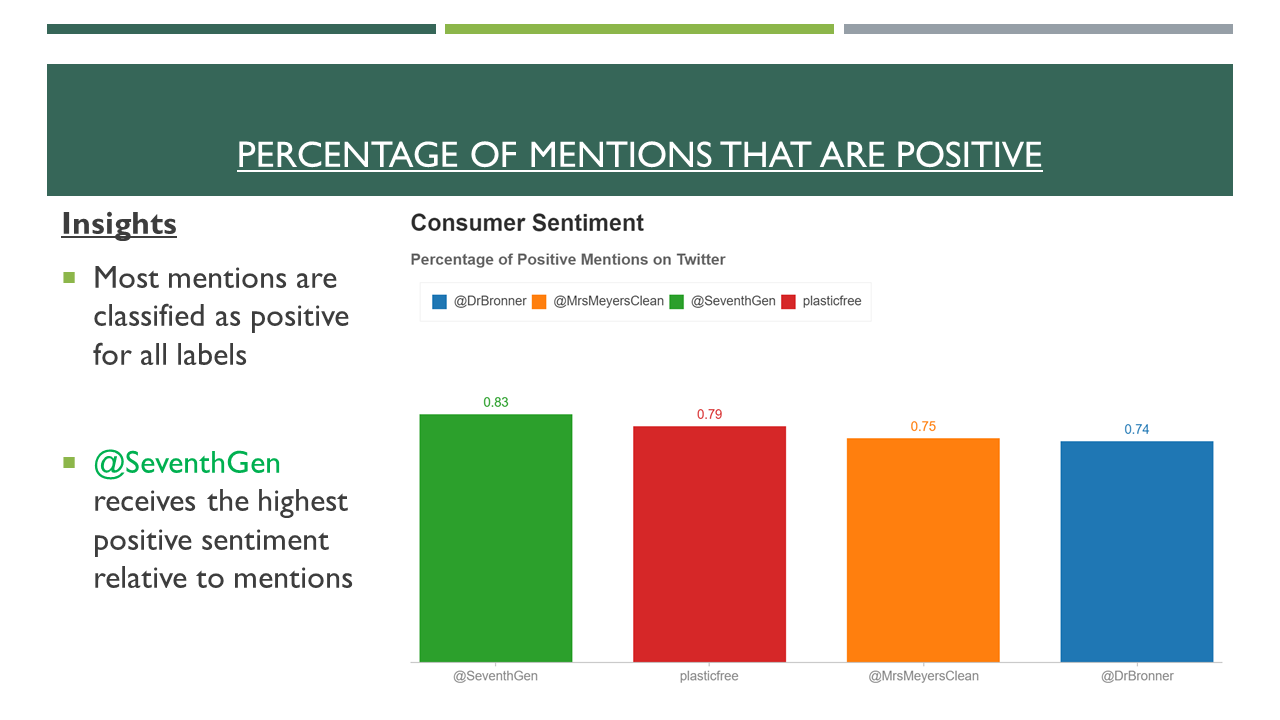 PERCENTAGE OF MENTIONS THAT ARE POSITIVE
Insights
Most mentions are
classified as positive
for all labels
@SeventhGen
receives the highest
positive sentiment
relative to mentions
Consumer Sentiment
Percentage of Positive Mentions on Twitter
@DrBronner @MrsMeyersClean @SeventhGen plasticfree
0.83
0.79
0.75
0.74
@SeventhGen plasticfree @MrsMeyersClean @DrBronner